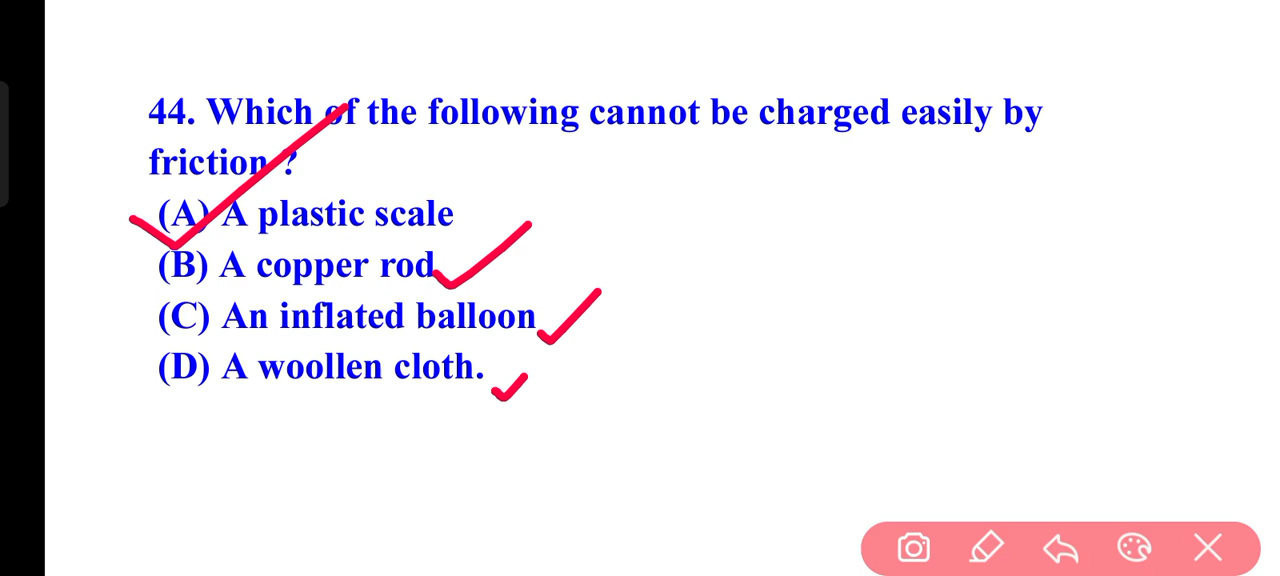 44. Which of the following cannot be charged easily by
friction ?
(A) A plastic scale
(B) A copper rod
(C) An inflated balloon
(D) A woollen cloth.